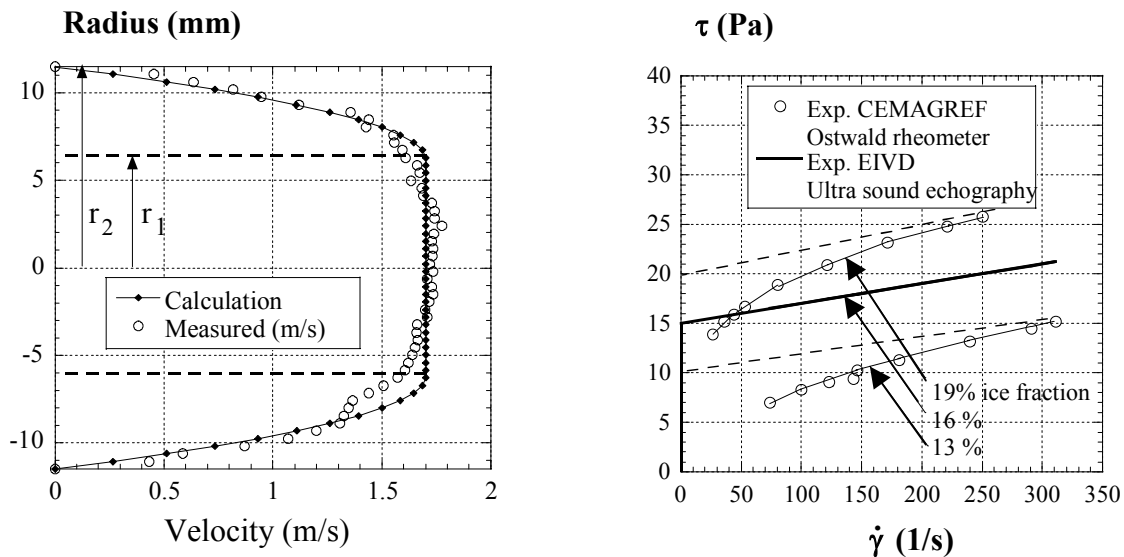 Radius (mm)
10
5
0
-5
-10
r2
r1
Calculation
Measured (m/s)
0
0.5
1
1.5
2
Velocity (m/s)
τ (Pa)
40
35
30
25
20
15
10
5
0
Exp. CEMAGREF
Ostwald rheometer
Exp. EIVD
Ultra sound echography
19% ice fraction
16 %
13 %
0
50
100
150
200
250
300
350
γ̇ (1/s)